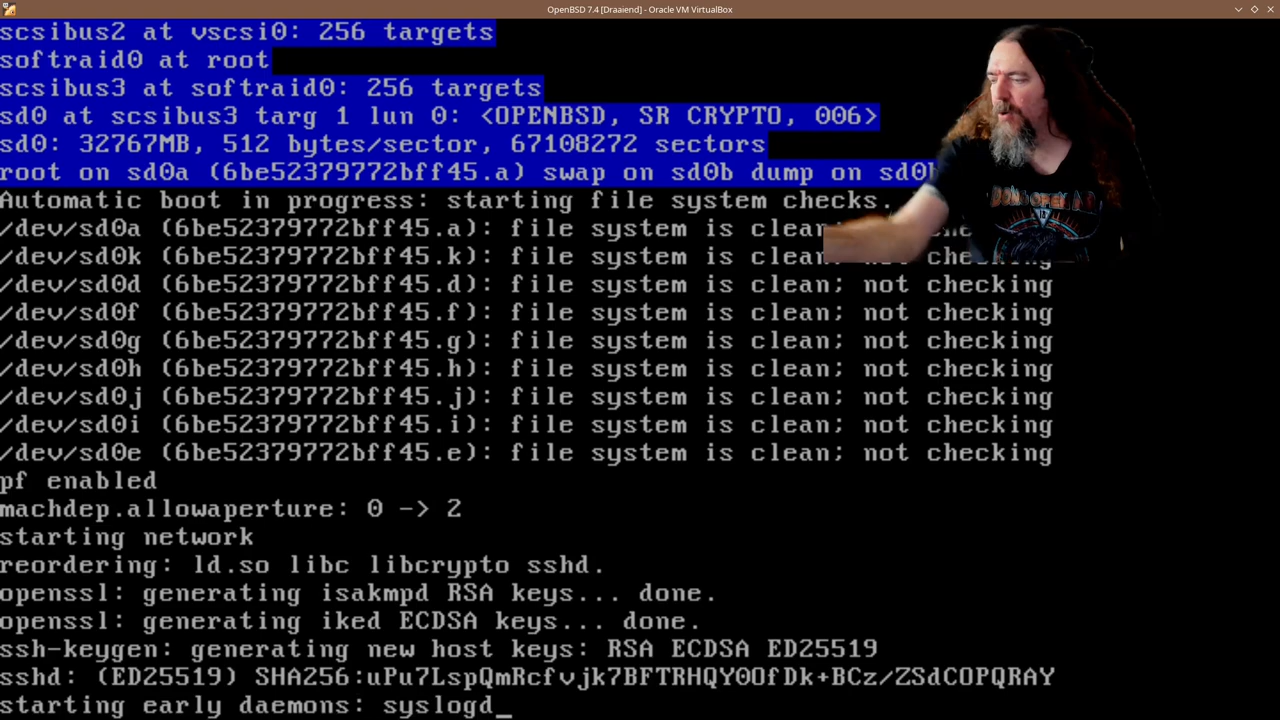 OpenBSD 7.4 [Draaiend] - Oracle VM VirtualBox
scsibus2 at vscsi0: 256 targets
softraid0 at root
scsibus3 at softraid0: 256 targets
sd0 at scsibus3 targ 1 lun 0: <OPENBSD, SR CRYPTO, 006>
sd0: 32767MB, 512 bytes/sector, 67108272 sectors
root on sd0a (6be52379772bff45.a) swap on sd0b dump on sd0b
Automatic boot in progress: starting file system checks.
/dev/sd0a (6be52379772bff45.a): file system is clean
/dev/sd0k (6be52379772bff45.k): file system is clean; not checking
/dev/sd0d (6be52379772bff45.d): file system is clean; not checking
/dev/sd0f (6be52379772bff45.f): file system is clean; not checking
/dev/sd0g (6be52379772bff45.g): file system is clean; not checking
/dev/sd0h (6be52379772bff45.h): file system is clean; not checking
/dev/sd0j (6be52379772bff45.j): file system is clean; not checking
/dev/sd0i (6be52379772bff45.i): file system is clean; not checking
/dev/sd0e (6be52379772bff45.e): file system is clean; not checking
pf enabled
machdep.allowaperture: 0 -> 2
starting network
reordering: ld.so libc libcrypto sshd.
openssl: generating isakmpd RSA keys... done.
openssl: generating iked ECDSA keys... done.
ssh-keygen: generating new host keys: RSA ECDSA ED25519
sshd: (ED25519) SHA256:uPu7LspQmRcfvjk7BFTRHQY0OfDk+BCz/ZSdCOPQRAY
starting early daemons: syslogd_